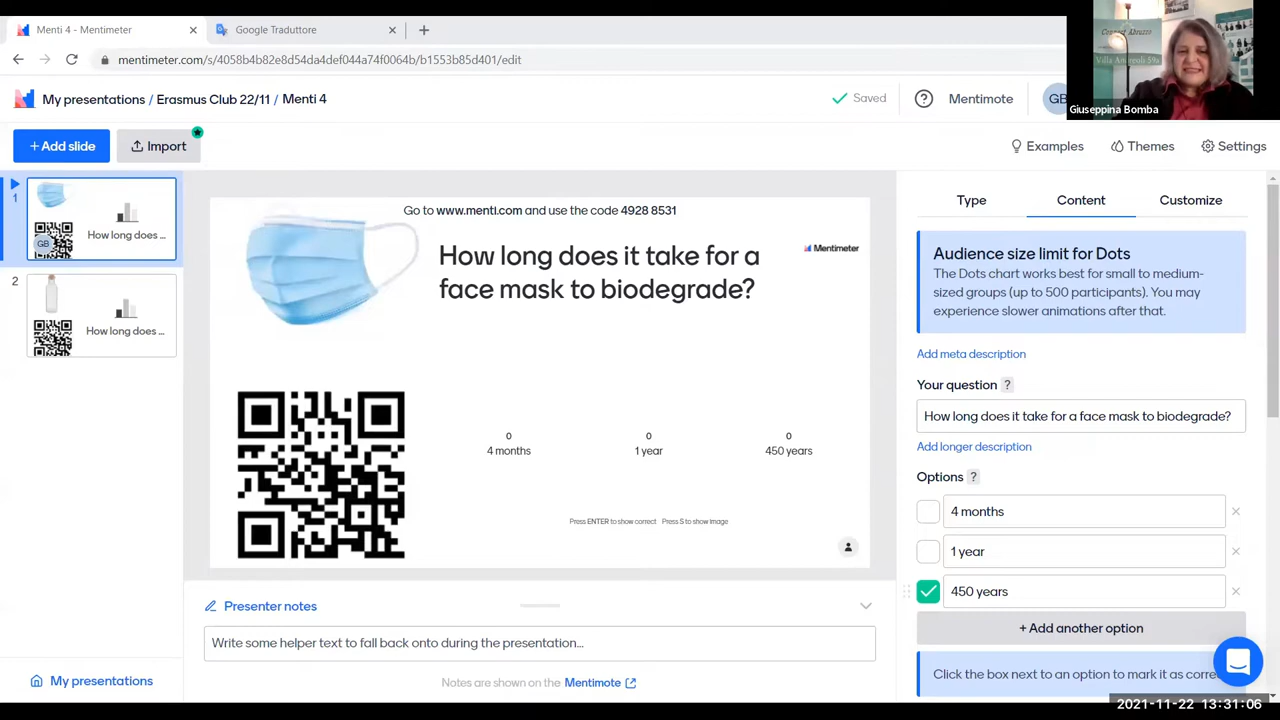 Menti 4 - Mentimeter
Google Traduttore
mentimeter.com/s/4058b4b82e8d54da4def044a74f0064b/b1553b85d401/edit
My presentations / Erasmus Club 22/11 / Menti 4
Saved
Mentimote
GB
Giuseppina Bomba
Connect Abruzzo
+ Add slide
Import
Examples
Themes
Settings
1
GB
How long does ...
2
How long does ...
My presentations
Go to www.menti.com and use the code 4928 8531
How long does it take for a
face mask to biodegrade?
Mentimeter
0 0 0
4 months 1 year 450 years
Press ENTER to show correct Press S to show image
Presenter notes
Write some helper text to fall back onto during the presentation...
Notes are shown on the Mentimote
Type Content Customize
Audience size limit for Dots
The Dots chart works best for small to medium-
sized groups (up to 500 participants). You may
experience slower animations after that.
Add meta description
Your question ?
How long does it take for a face mask to biodegrade?
Add longer description
Options ?
4 months
1 year
450 years
+ Add another option
Click the box next to an option to mark it as
2021-11-22 13:31:06